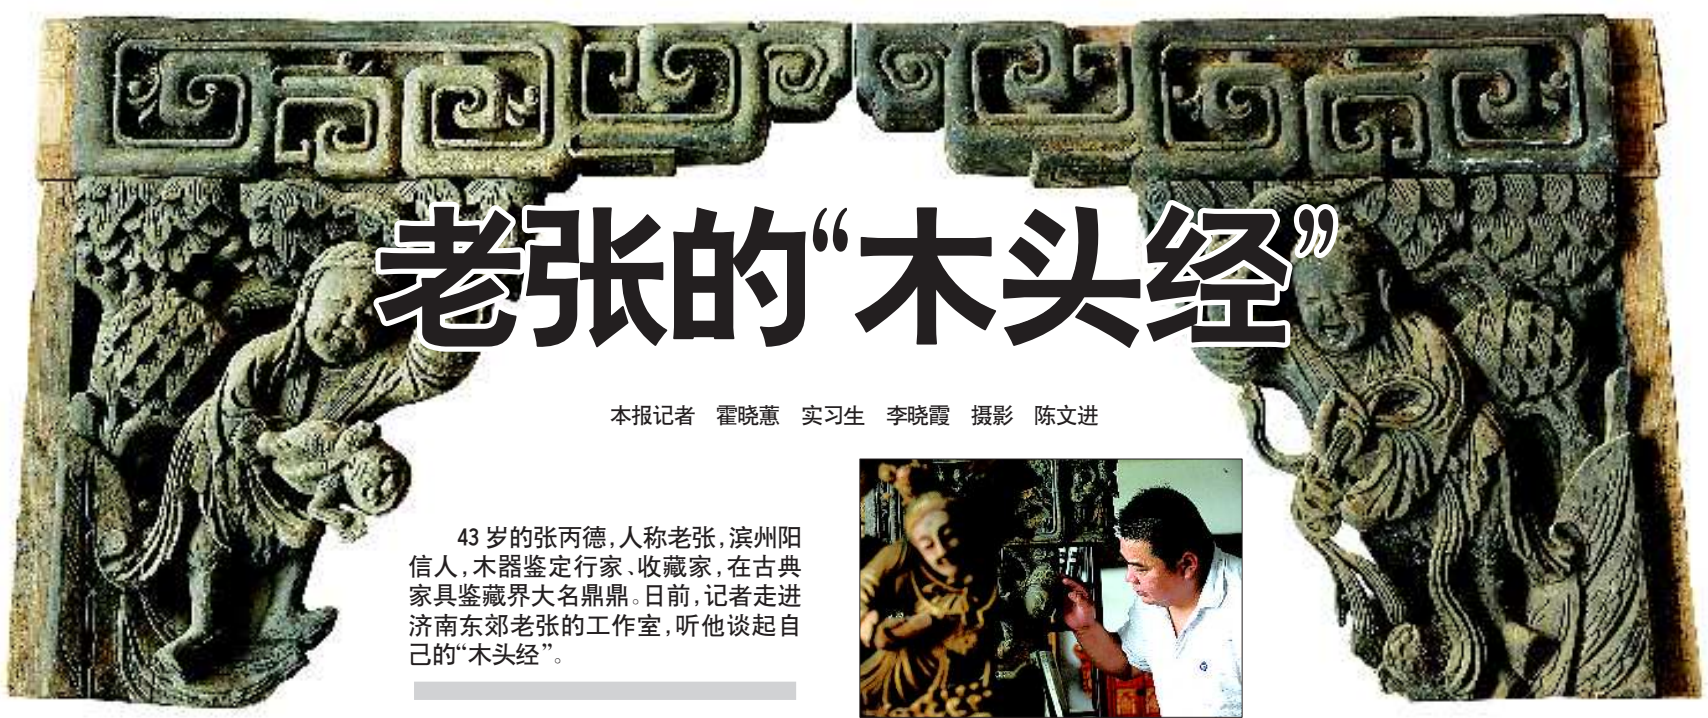 老张的“木头经”
本报记者 霍晓蕙 实习生 李晓霞 摄影 陈文进
43 岁的张丙德，人称老张，滨州阳
信人，木器鉴定行家、收藏家，在古典
家具鉴藏界大名鼎鼎。日前，记者走进
济南东郊老张的工作室，听他谈起自
己的“木头经”。